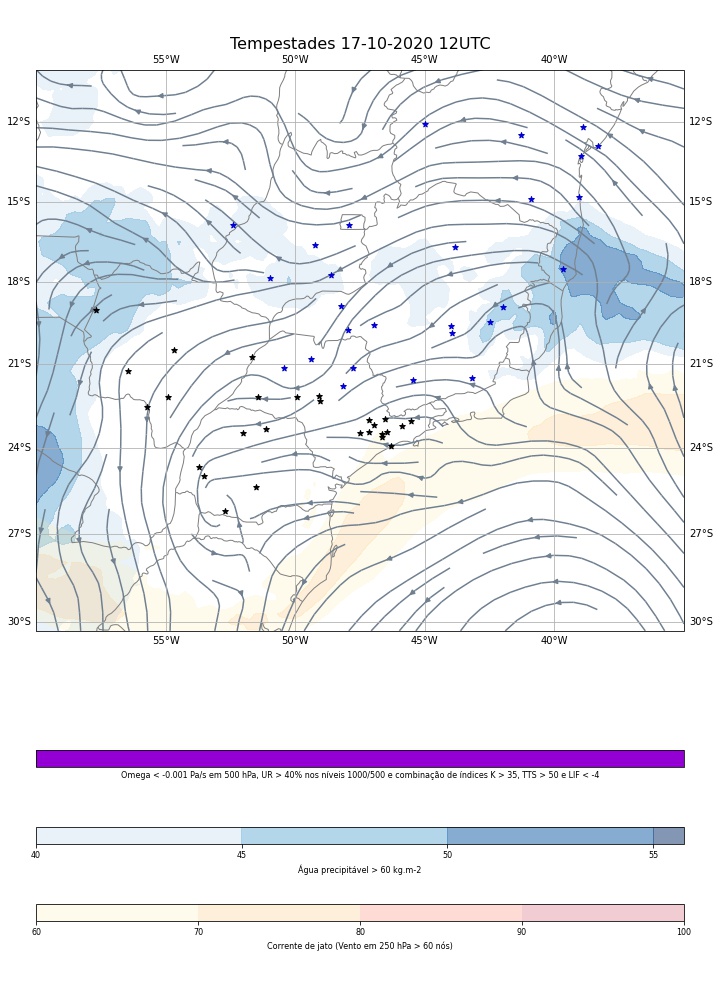 Tempestades 17-10-2020 12UTC
55°W 50°W 45°W 40°W
12°S 12°S
15°S 15°S
18°S 18°S
21°S 21°S
24°S 24°S
27°S 27°S
30°S 30°S
55°W 50°W 45°W 40°W
Omega < -0.001 Pa/s em 500 hPa, UR > 40% nos níveis 1000/500 e combinação de índices K > 35, TTS > 50 e LIF < -4
40 45 50 55
Água precipitável > 60 kg.m-2
60 70 80 90 100
Corrente de jato (Vento em 250 hPa > 60 nós)